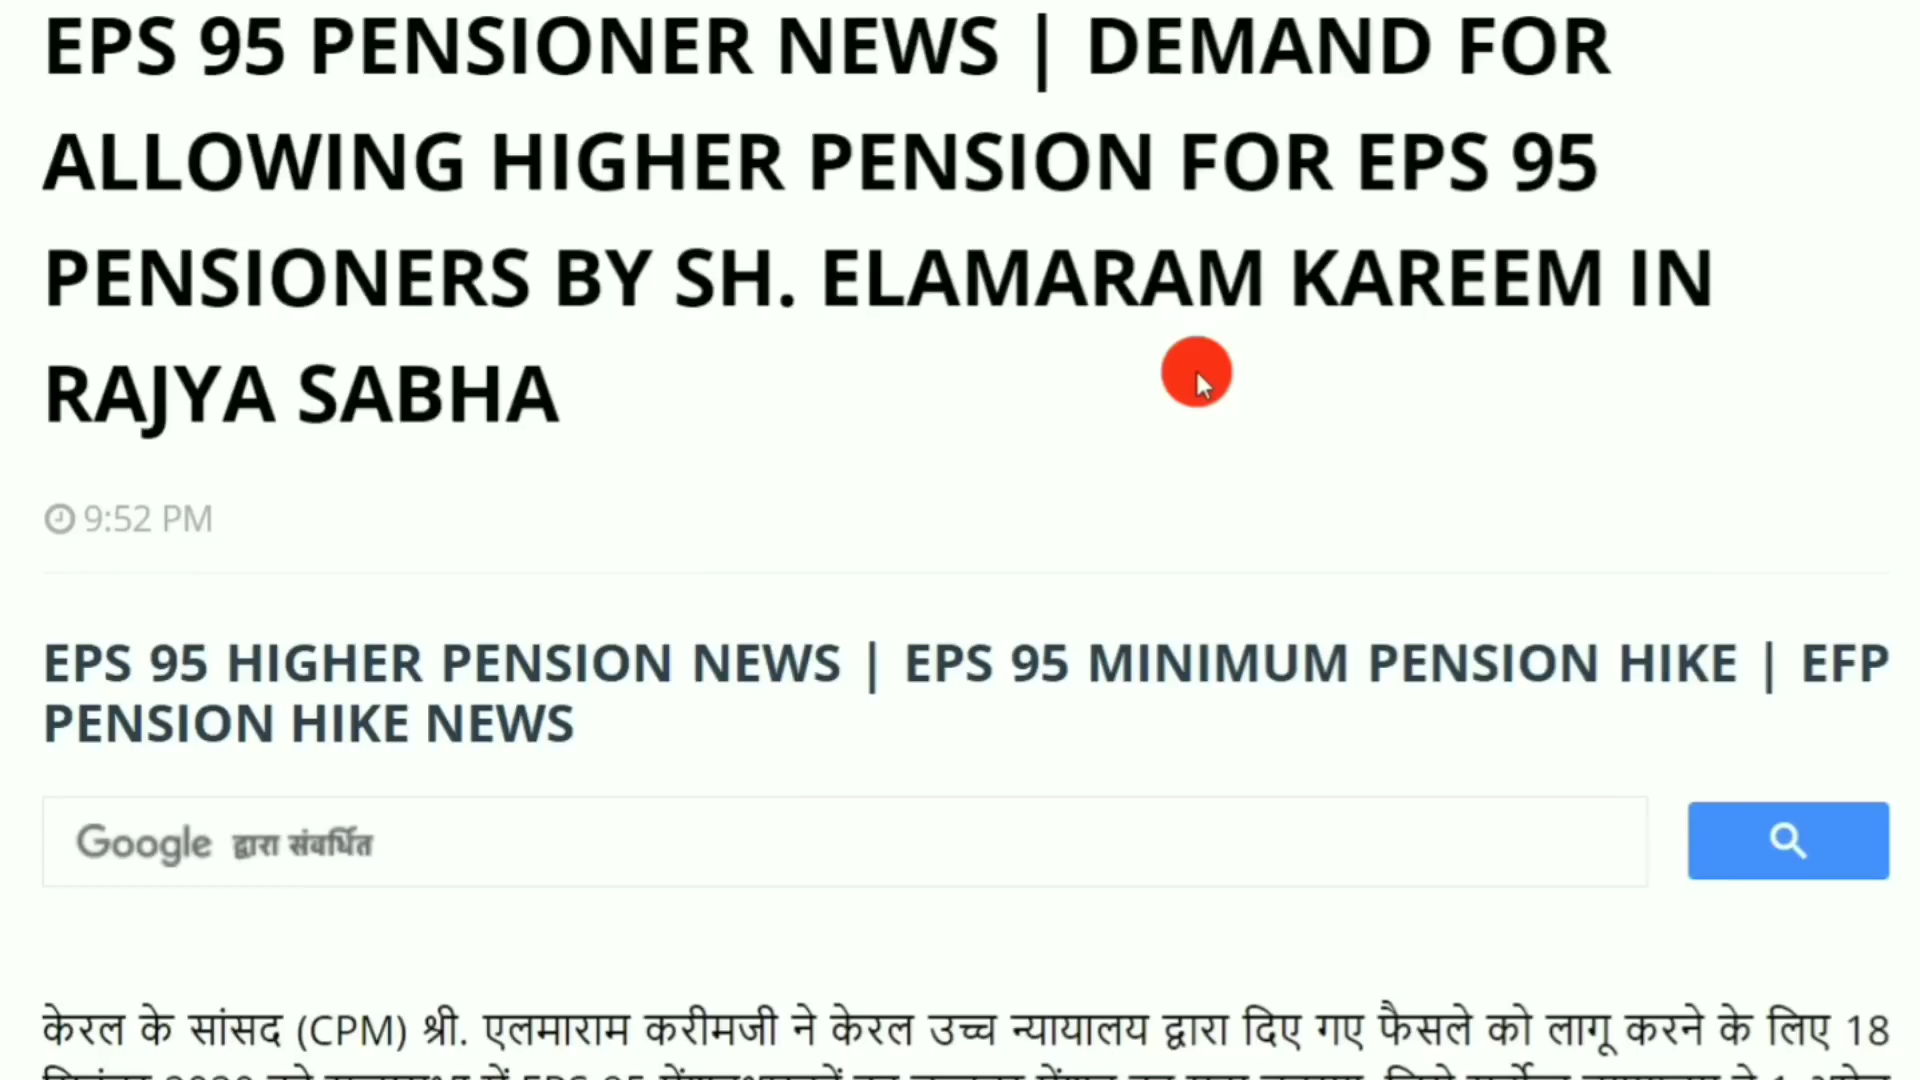 EPS 95 PENSIONER NEWS | DEMAND FOR
ALLOWING HIGHER PENSION FOR EPS 95
PENSIONERS BY SH. ELAMARAM KAREEM IN
RAJYA SABHA
9:52 PM
EPS 95 HIGHER PENSION NEWS | EPS 95 MINIMUM PENSION HIKE | EFP
PENSION HIKE NEWS
Google द्वारा संवर्धित
केरल के सांसद (CPM) श्री. एलमाराम करीमजी ने केरल उच्च न्यायालय द्वारा दिए गए फैसले को लागू करने के लिए 18